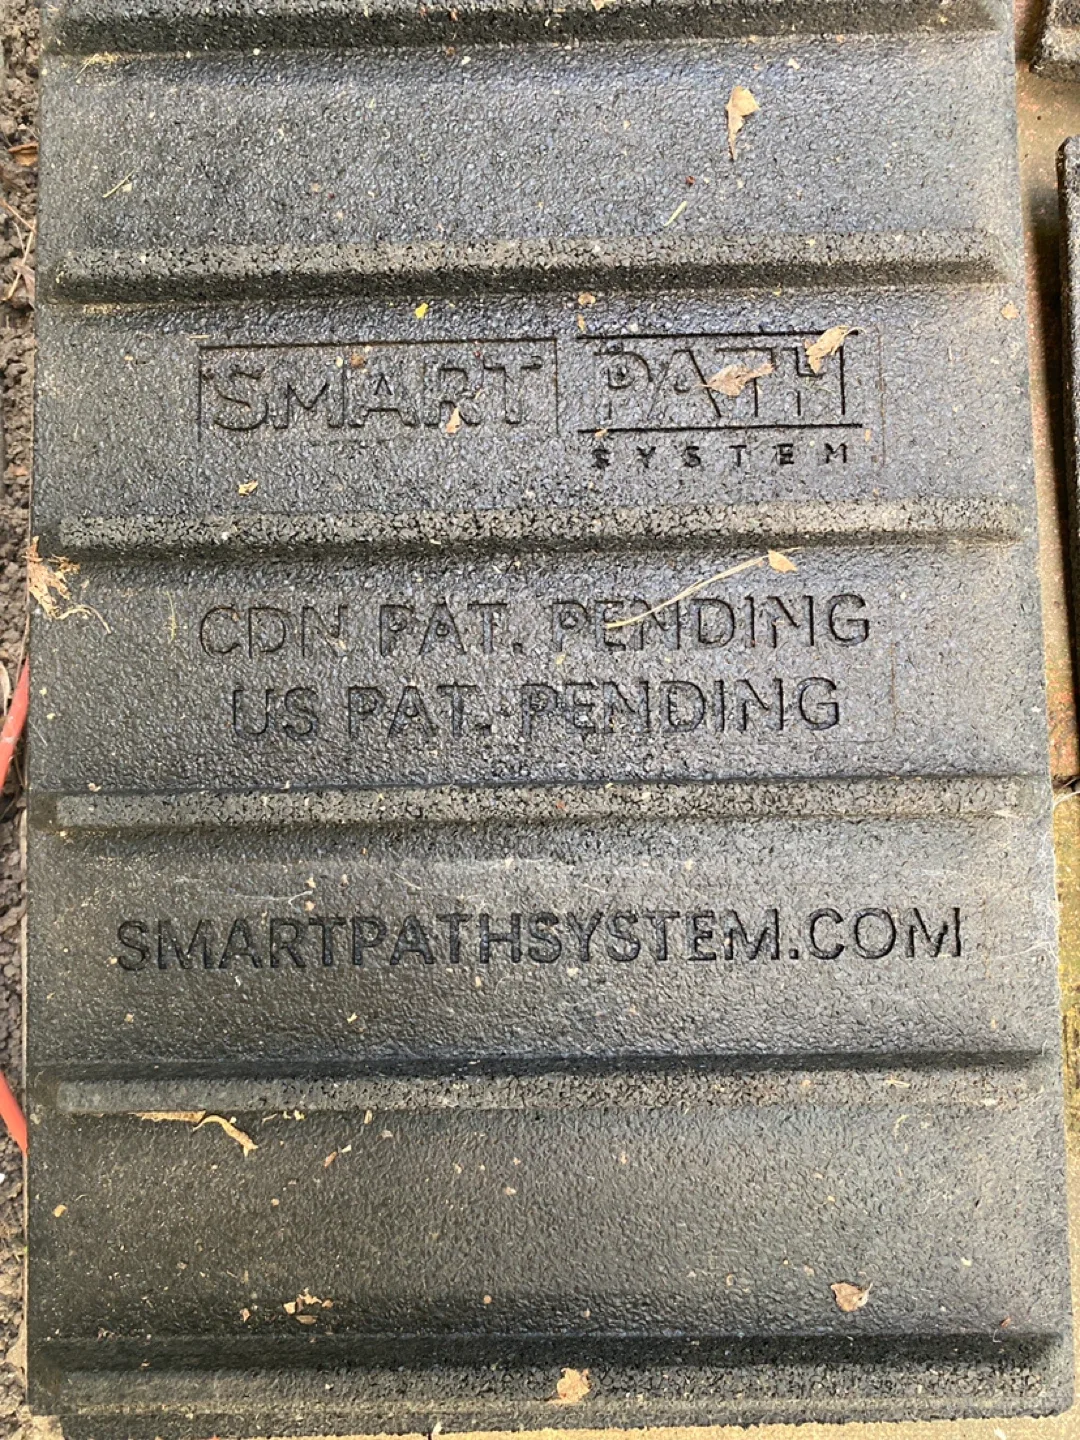 SMART PATH
SYSTEM
CDN. PAT. PENDING
US PAT. PENDING
SMARTPATHSYSTEM.COM